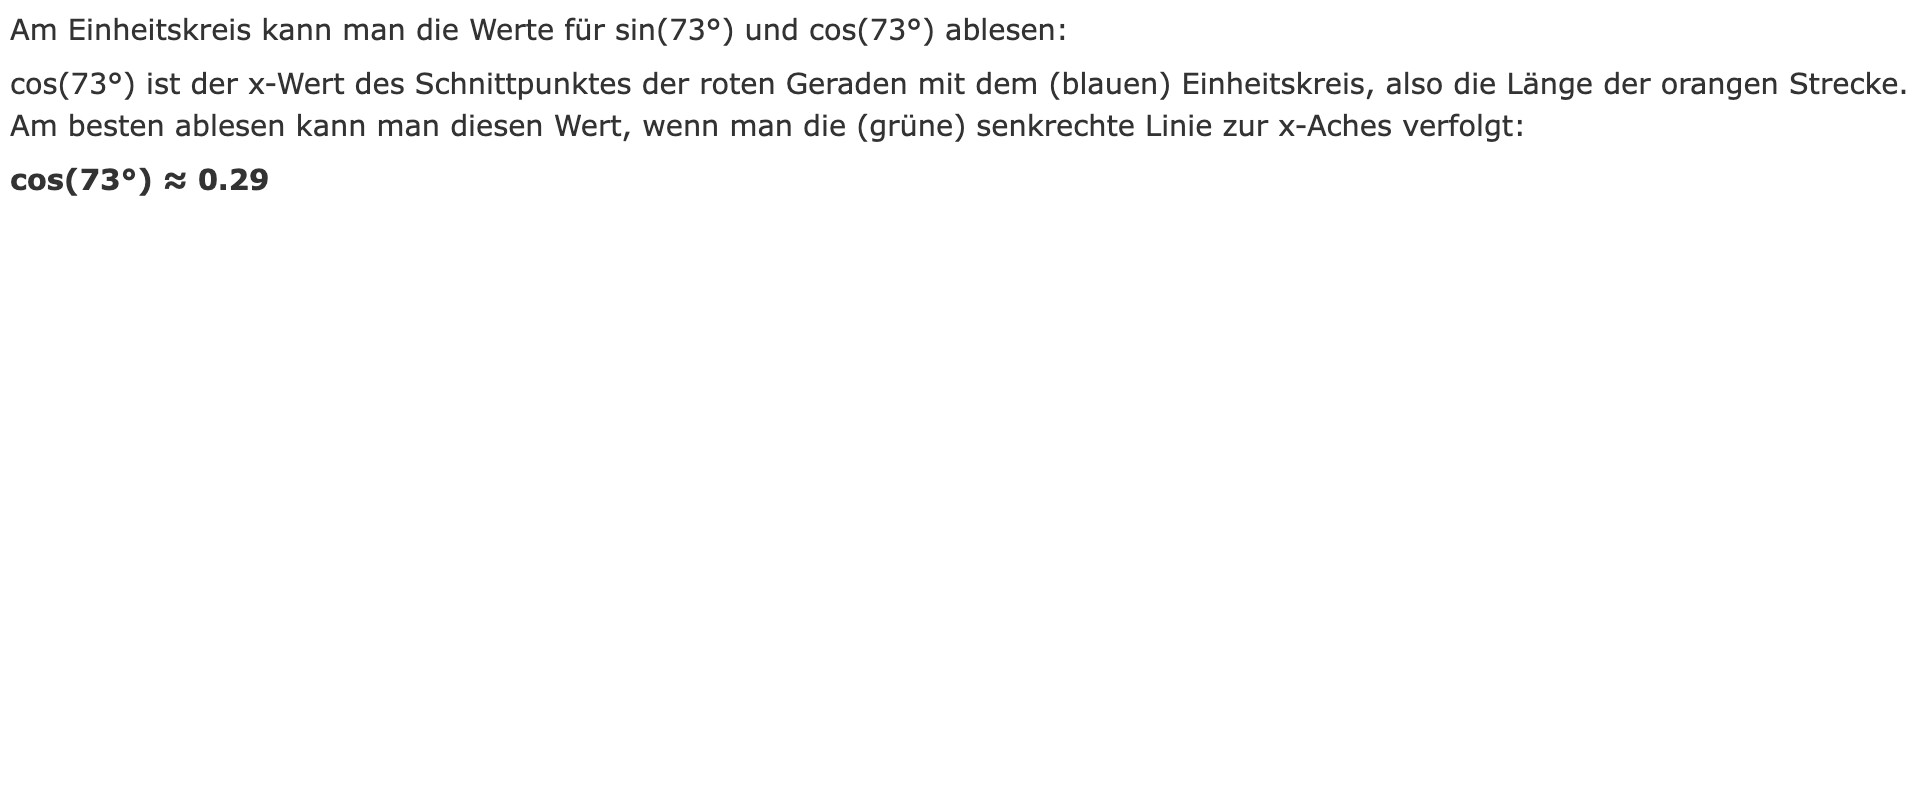 Am Einheitskreis kann man die Werte für sin(73°) und cos(73°) ablesen:
cos(73°) ist der x-Wert des Schnittpunktes der roten Geraden mit dem (blauen) Einheitskreis, also die Länge der orangen Strecke.
Am besten ablesen kann man diesen Wert, wenn man die (grüne) senkrechte Linie zur x-Aches verfolgt:
cos(73°) ≈ 0.29